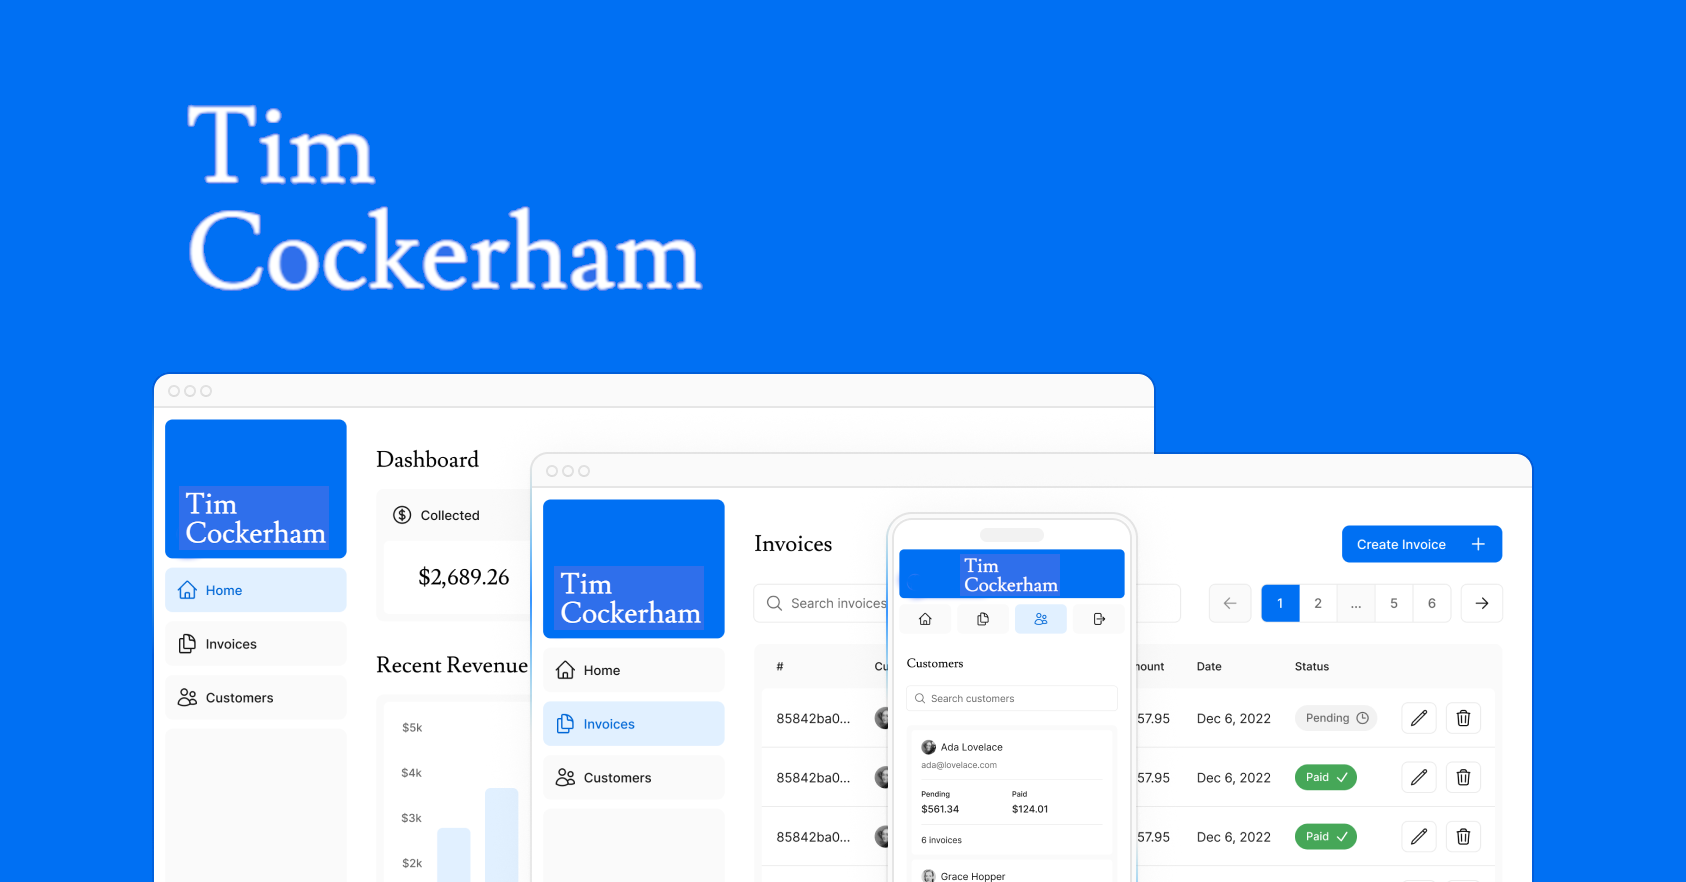 Tim
Cockerham
Tim
Cockerham
Home
Invoices
Customers
Dashboard
Collected
$2,689.26
Recent Revenue
$5k
$4k
$3k
$2k
Tim
Cockerham
Home
Invoices
Customers
Invoices
Create Invoice
Search invoices
1 2 ... 5 6
# Date Status
85842ba0... 57.95 Dec 6, 2022 Pending
85842ba0... 57.95 Dec 6, 2022 Paid
85842ba0... 57.95 Dec 6, 2022 Paid
Tim
Cockerham
Customers
Search customers
Ada Lovelace
ada@lovelace.com
Pending Paid
$561.34 $124.01
6 invoices
Grace Hopper